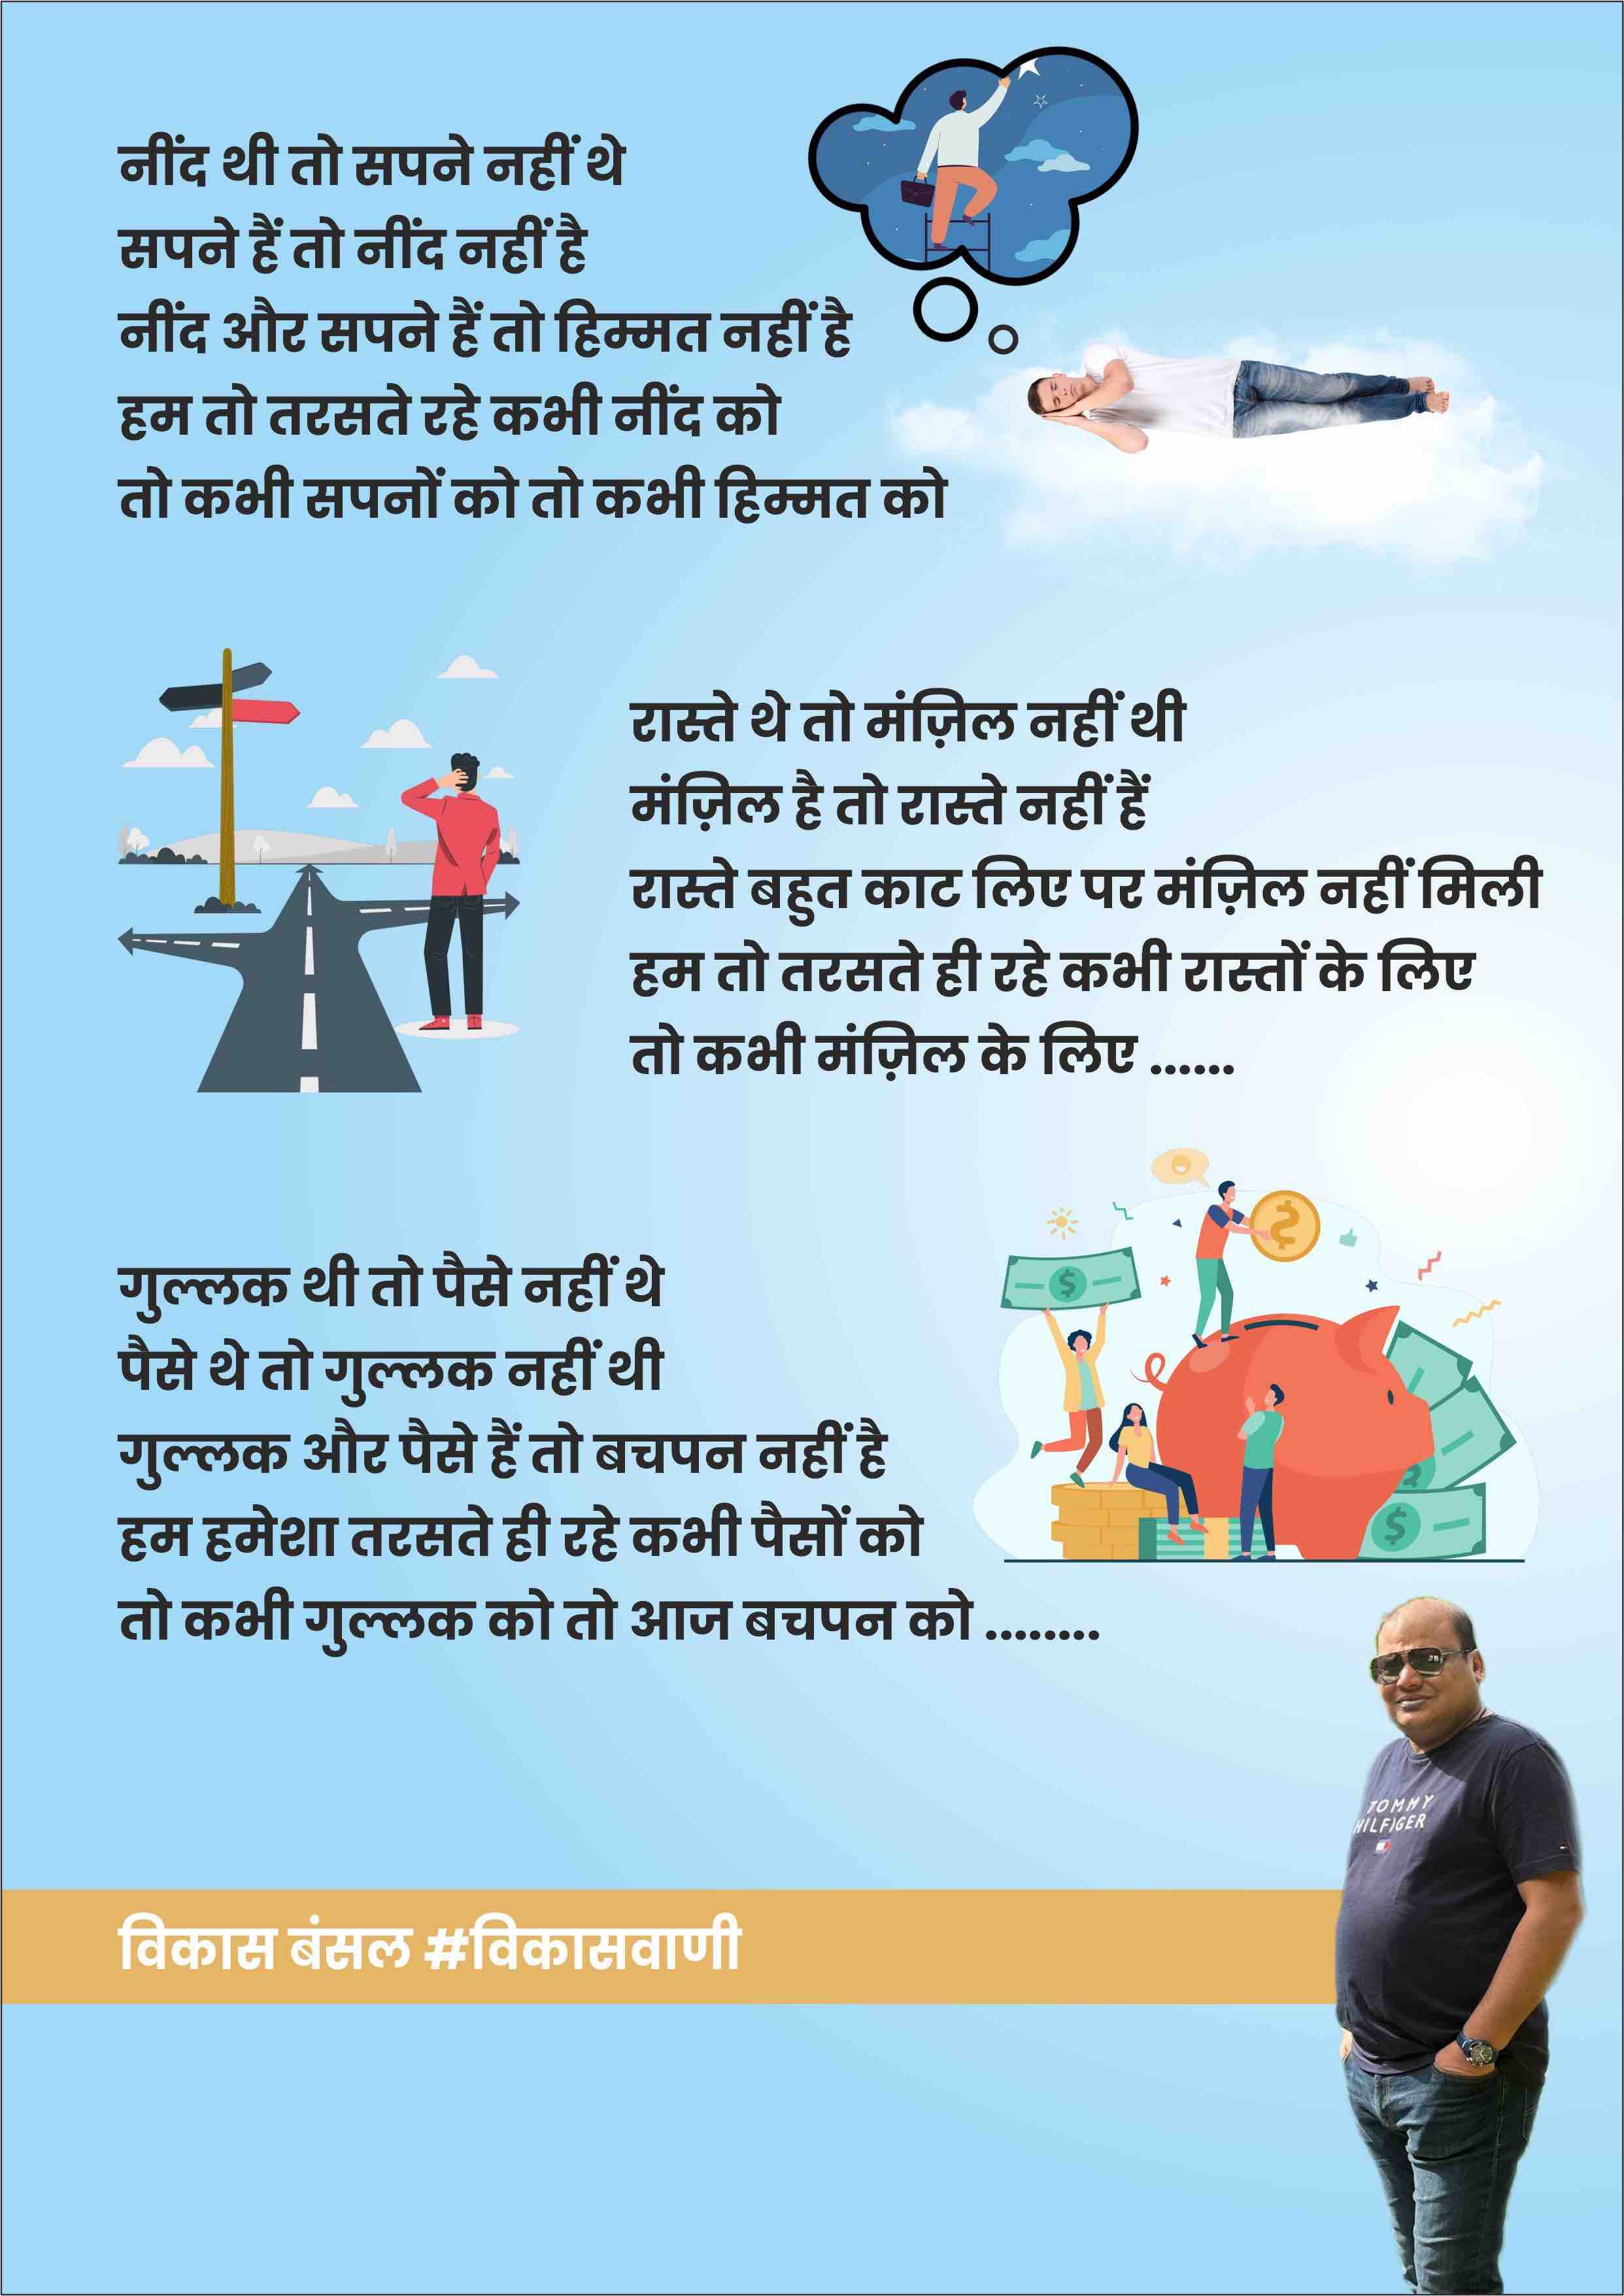 नींद थी तो सपने नहीं थे
सपने हैं तो नींद नहीं है
नींद और सपने हैं तो हिम्मत नहीं है
हम तो तरसते रहे कभी नींद को
तो कभी सपनों को तो कभी हिम्मत को
रास्ते थे तो मंज़िल नहीं थी
मंज़िल है तो रास्ते नहीं हैं
रास्ते बहुत काट लिए पर मंज़िल नहीं मिली
हम तो तरसते ही रहे कभी रास्तों के लिए
तो कभी मंज़िल के लिए ......
गुल्लक थी तो पैसे नहीं थे
पैसे थे तो गुल्लक नहीं थी
गुल्लक और पैसे हैं तो बचपन नहीं है
हम हमेशा तरसते ही रहे कभी पैसों को
तो कभी गुल्लक को तो आज बचपन को ........
TOMMY
HILFIGER
विकास बंसल #विकासवाणी